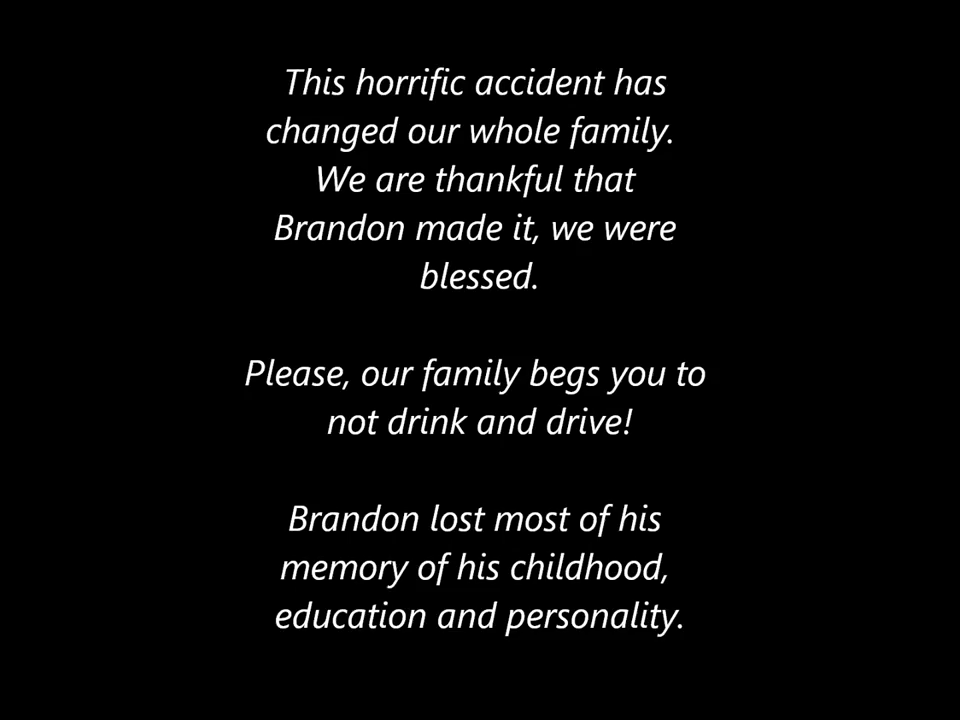 This horrific accident has
changed our whole family.
We are thankful that
Brandon made it, we were
blessed.
Please, our family begs you to
not drink and drive!
Brandon lost most of his
memory of his childhood,
education and personality.